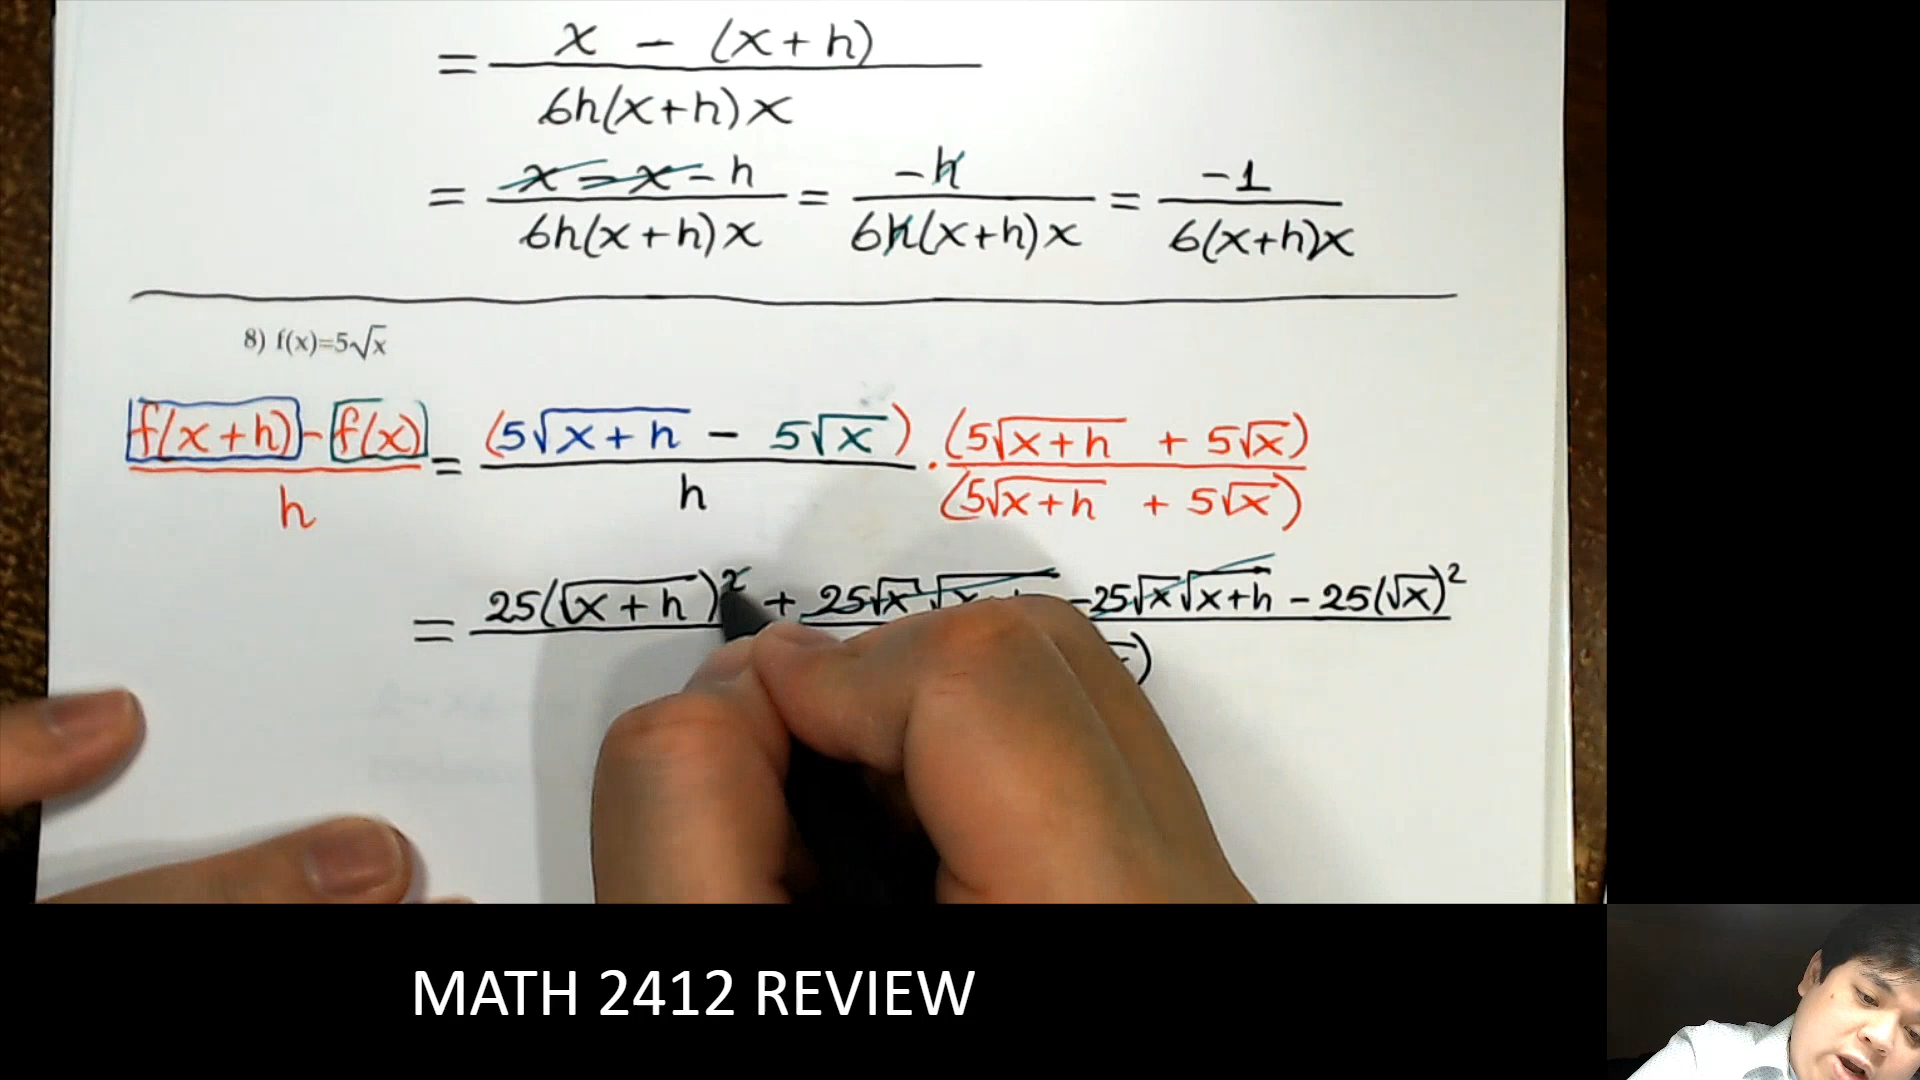 = x - (x+h) / 6h(x+h)x
= x - x - h / 6h(x+h)x = -h / 6h(x+h)x = -1 / 6(x+h)x
8) f(x)=5√x
f(x+h) - f(x) / h = (5√x+h - 5√x) / h · (5√x+h + 5√x) / (5√x+h + 5√x)
= 25(√x+h)² + 25√x√ - 25√x√x+h - 25(√x)² / )
MATH 2412 REVIEW